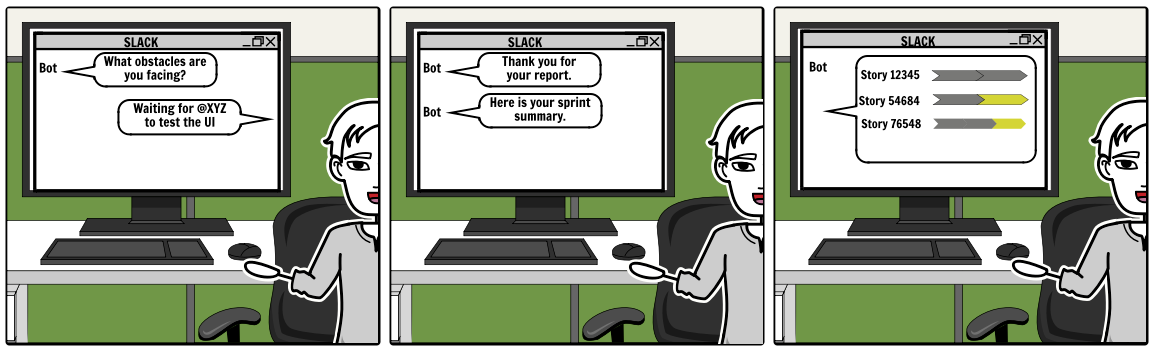 SLACK
Bot
What obstacles are
you facing?
Waiting for @XYZ
to test the UI
SLACK
Bot
Thank you for
your report.
Bot
Here is your sprint
summary.
SLACK
Bot
Story 12345
Story 54684
Story 76548